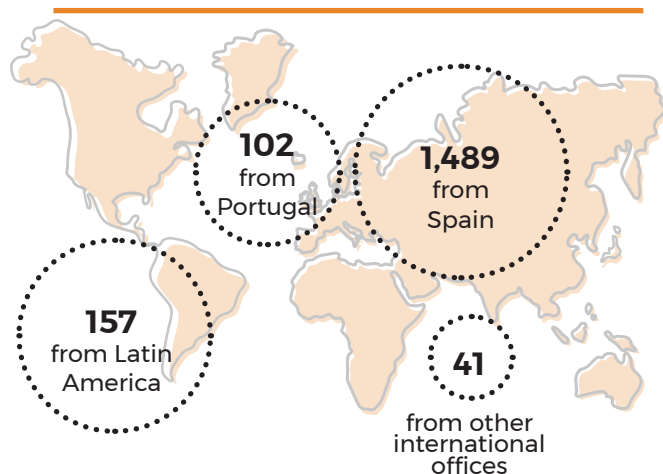 102
from
Portugal
1,489
from
Spain
157
from Latin
America
41
from other
international
offices